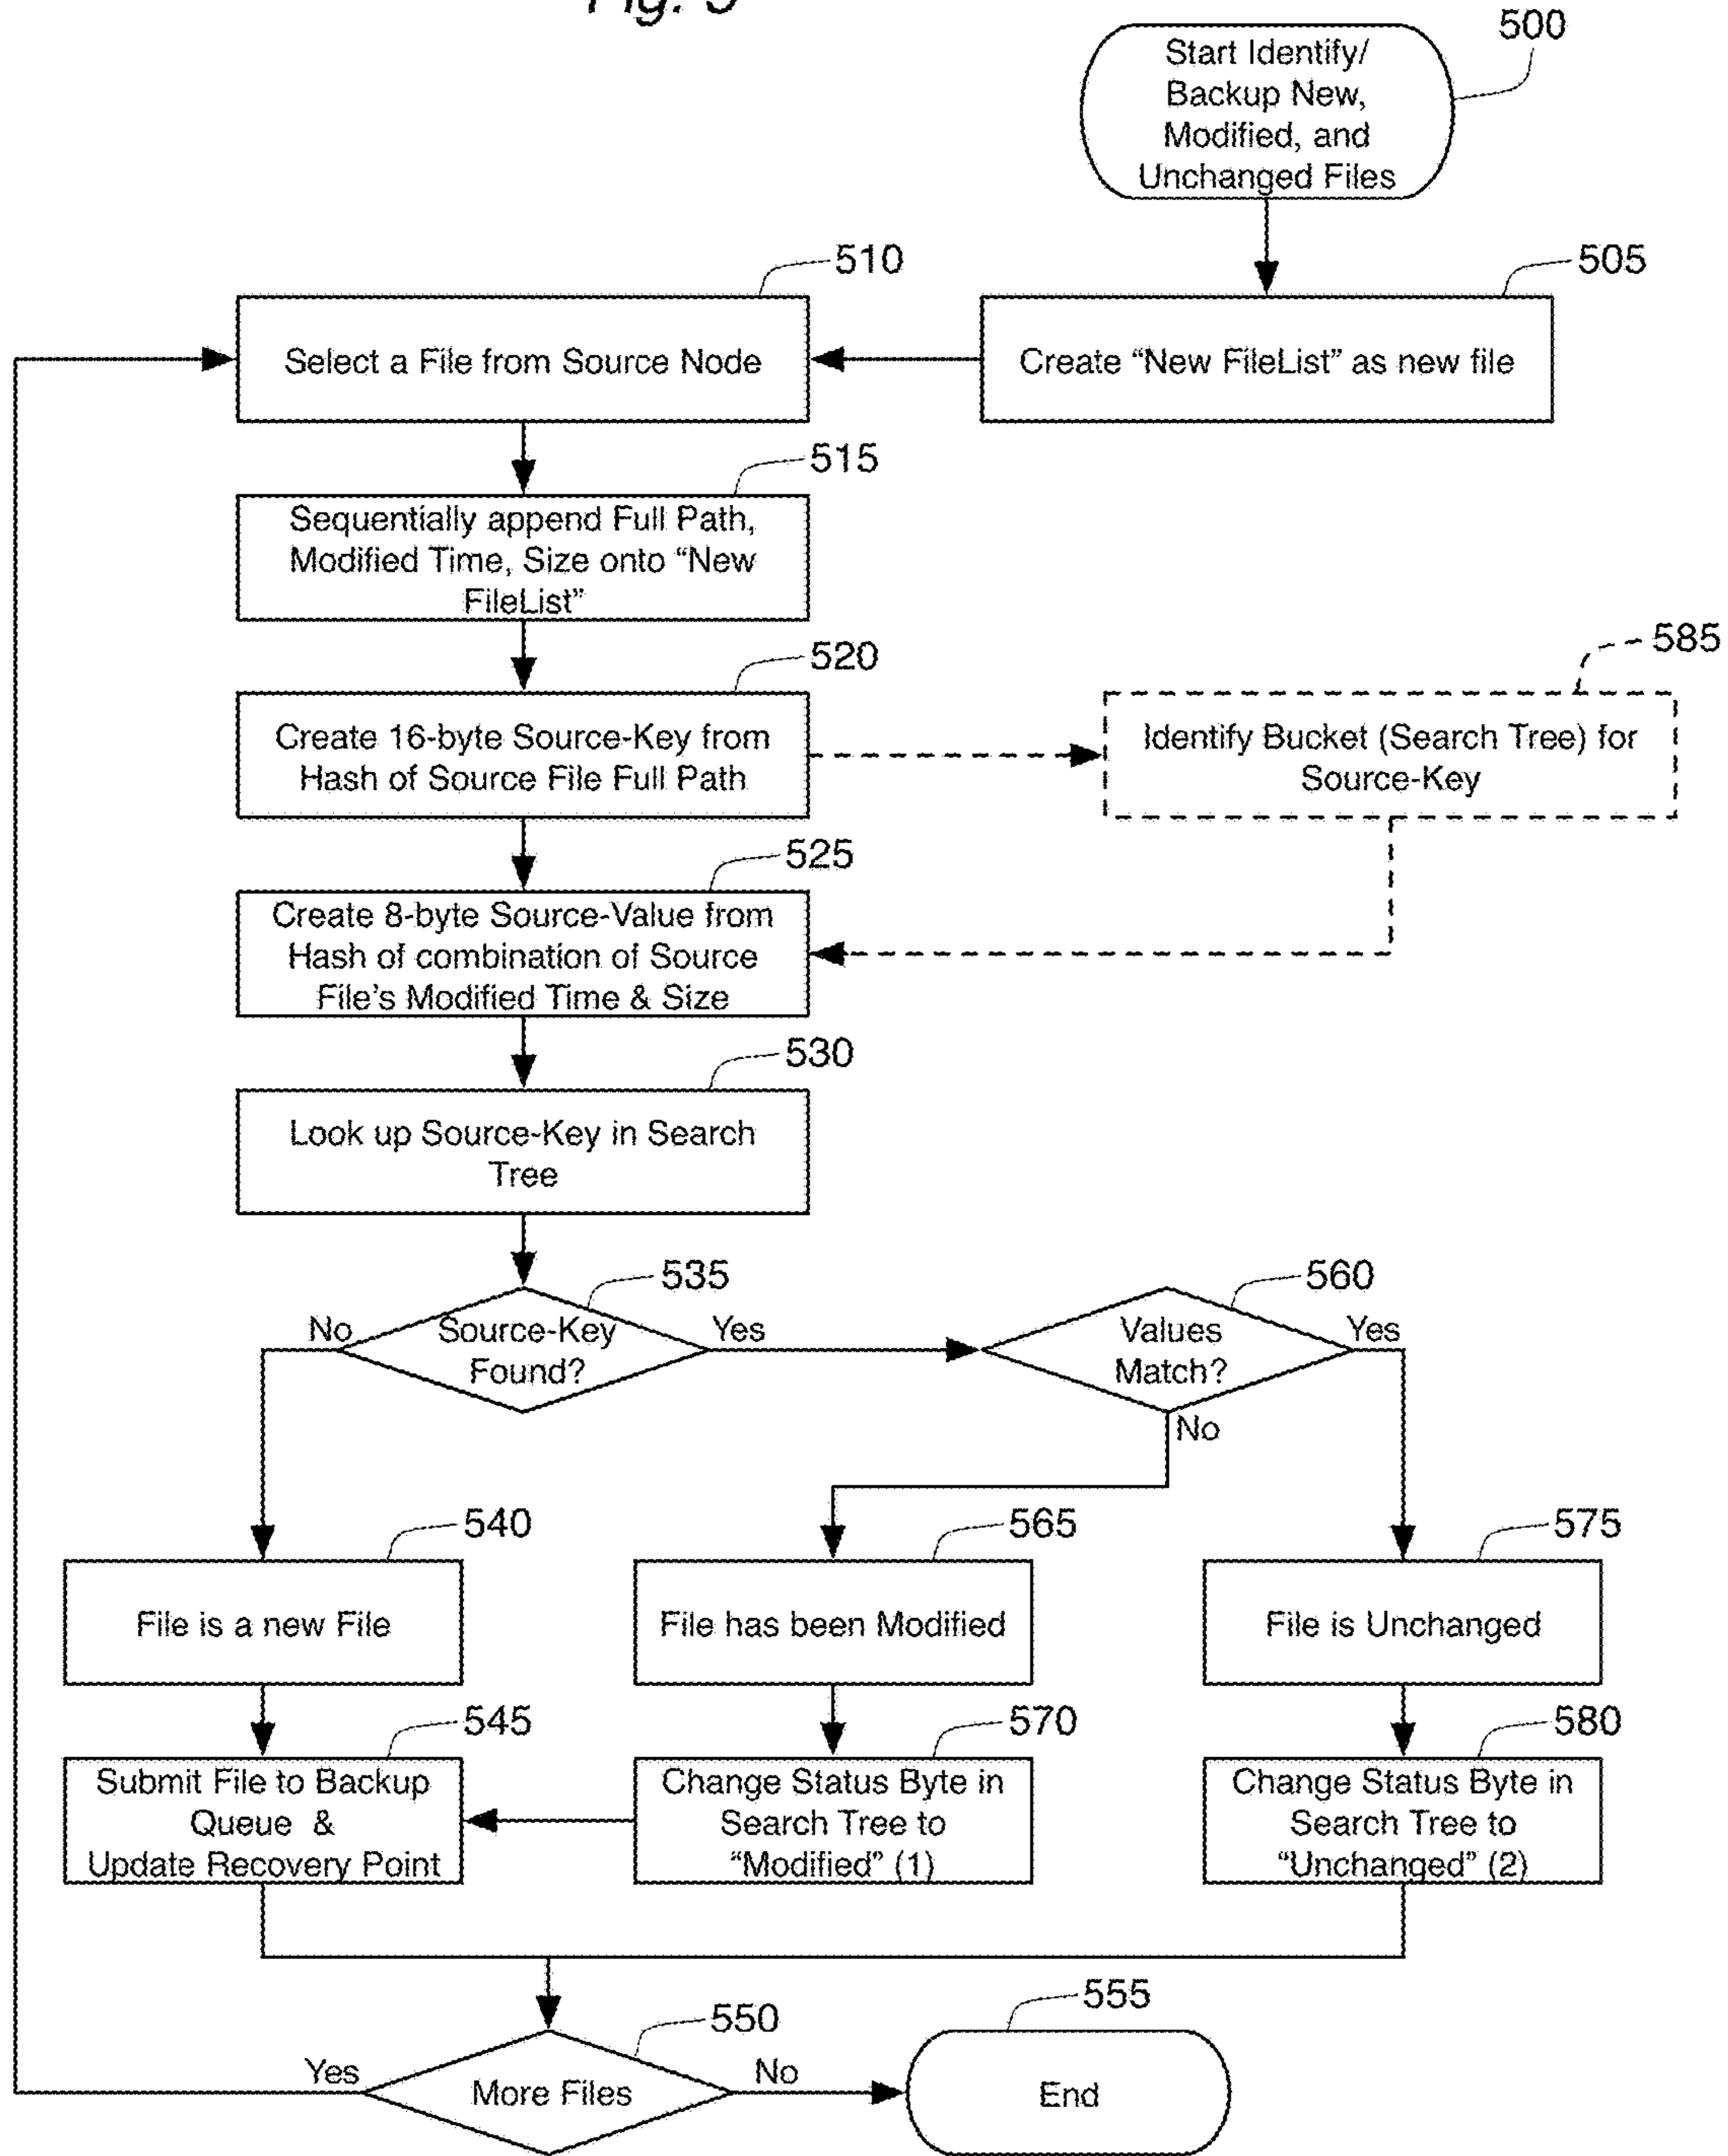 Fig. 5
500
Start Identify/
Backup New,
Modified, and
Unchanged Files
510
505
Select a File from Source Node
Create “New FileList” as new file
515
Sequentially append Full Path,
Modified Time, Size onto “New
FileList”
520
585
Create 16-byte Source-Key from
Hash of Source File Full Path
Identify Bucket (Search Tree) for
Source-Key
525
Create 8-byte Source-Value from
Hash of combination of Source
File’s Modified Time & Size
530
Look up Source-Key in Search
Tree
535
560
No
Source-Key
Found?
Yes
Values
Match?
Yes
No
540
565
575
File is a new File
File has been Modified
File is Unchanged
545
570
580
Submit File to Backup
Queue &
Update Recovery Point
Change Status Byte in
Search Tree to
“Modified” (1)
Change Status Byte in
Search Tree to
“Unchanged” (2)
550
555
Yes
More Files
No
End